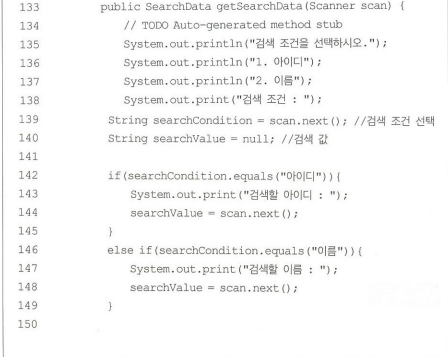 133 public SearchData getSearchData(Scanner scan) {
134 // TODO Auto-generated method stub
135 System.out.println("검색 조건을 선택하시오.");
136 System.out.println("1. 아이디");
137 System.out.println("2. 이름");
138 System.out.print("검색 조건 : ");
139 String searchCondition = scan.next(); //검색 조건 선택
140 String searchValue = null; //검색 값
141
142 if(searchCondition.equals("아이디")){
143 System.out.print("검색할 아이디 : ");
144 searchValue = scan.next();
145 }
146 else if(searchCondition.equals("이름")){
147 System.out.print("검색할 이름 : ");
148 searchValue = scan.next();
149 }
150